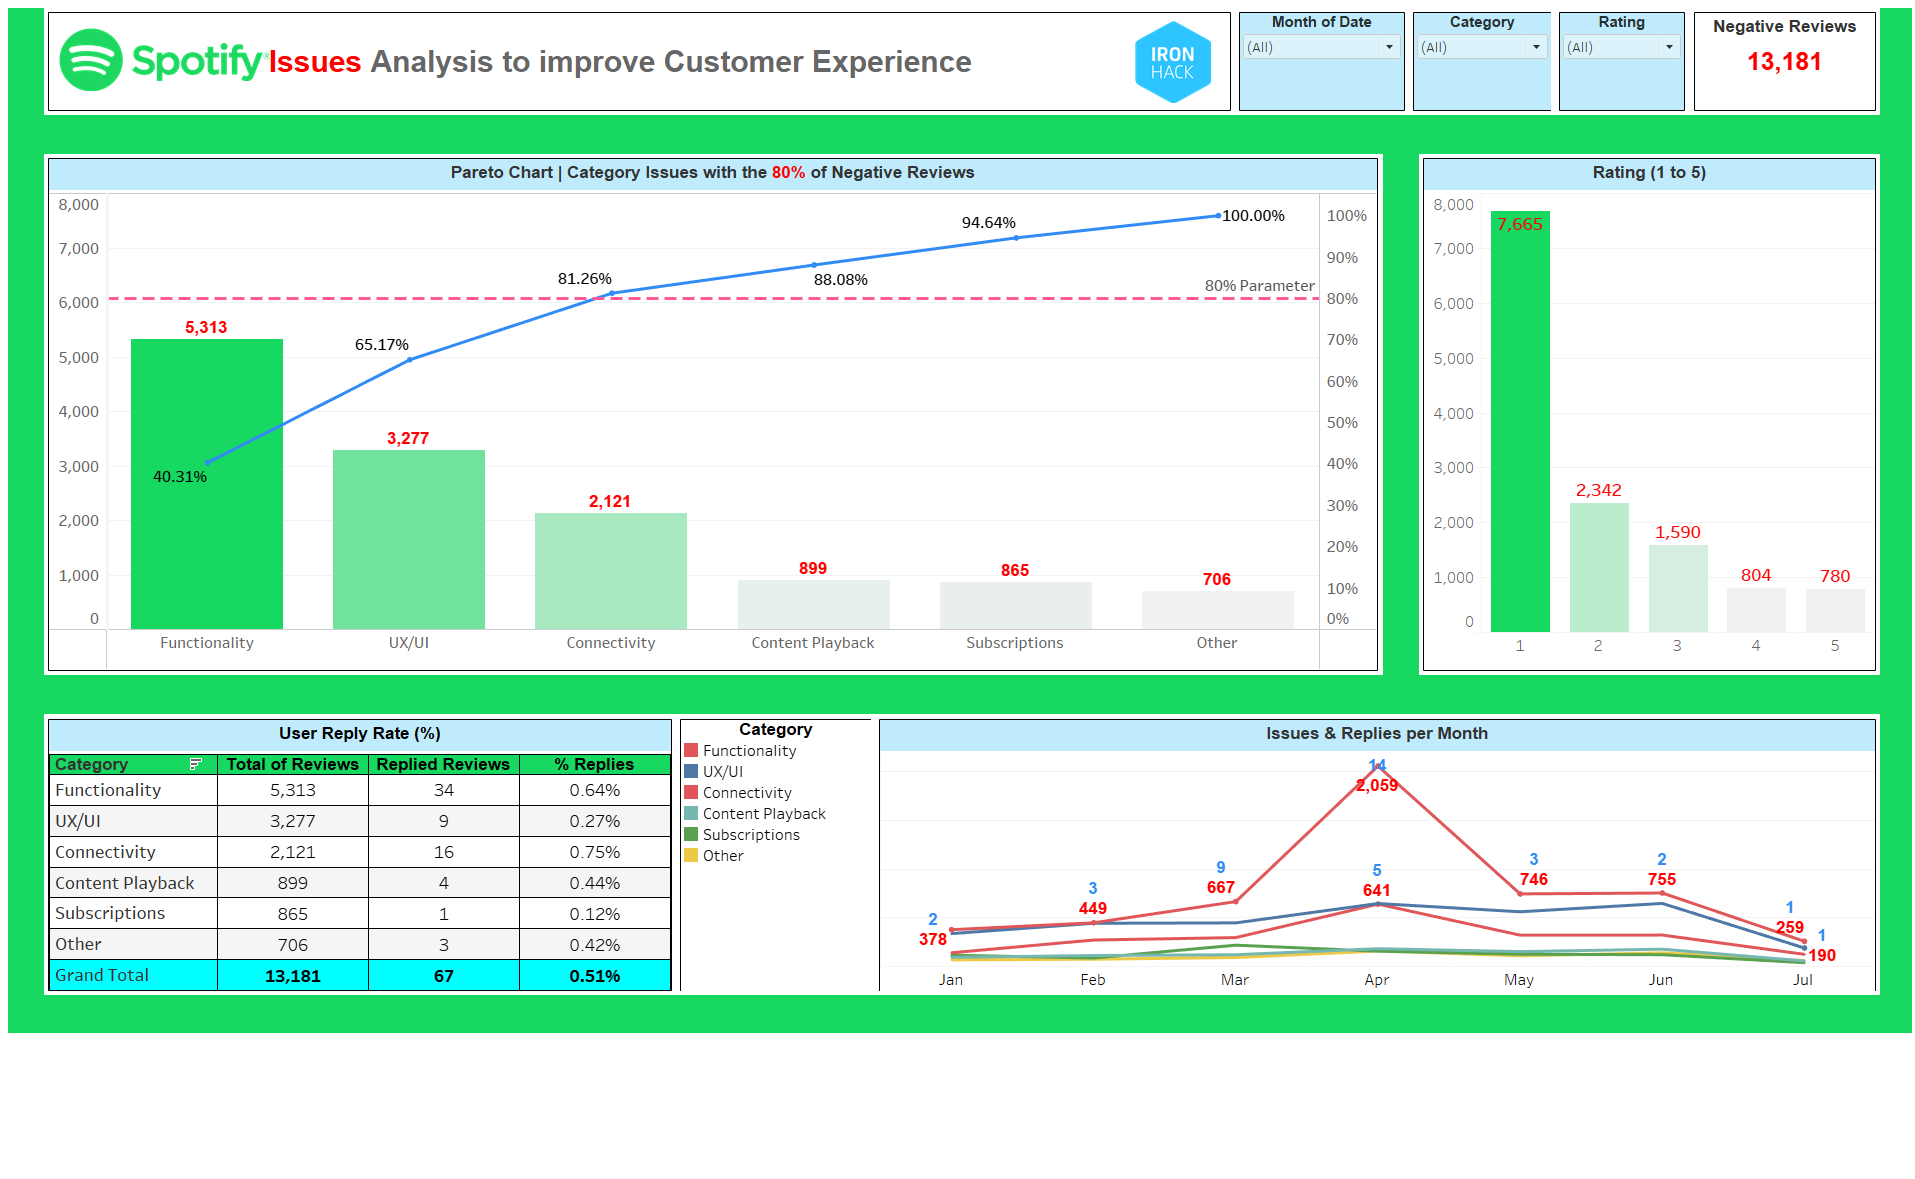 Spotify® Issues Analysis to improve Customer Experience
IRON
HACK
Month of Date
(All)
Category
(All)
Rating
(All)
Negative Reviews
13,181
Pareto Chart | Category Issues with the 80% of Negative Reviews
8,000
7,000
6,000
5,000
4,000
3,000
2,000
1,000
0
5,313
3,277
2,121
899
865
706
40.31%
65.17%
81.26%
88.08%
94.64%
100.00%
80% Parameter
100%
90%
80%
70%
60%
50%
40%
30%
20%
10%
0%
Functionality UX/UI Connectivity Content Playback Subscriptions Other
Rating (1 to 5)
8,000
7,000
6,000
5,000
4,000
3,000
2,000
1,000
0
7,665
2,342
1,590
804
780
1 2 3 4 5
User Reply Rate (%)
Category Total of Reviews Replied Reviews % Replies
Functionality 5,313 34 0.64%
UX/UI 3,277 9 0.27%
Connectivity 2,121 16 0.75%
Content Playback 899 4 0.44%
Subscriptions 865 1 0.12%
Other 706 3 0.42%
Grand Total 13,181 67 0.51%
Category
Functionality
UX/UI
Connectivity
Content Playback
Subscriptions
Other
Issues & Replies per Month
2
378
3
449
9
667
14
2,059
5
641
3
746
2
755
1
259
1
190
Jan Feb Mar Apr May Jun Jul